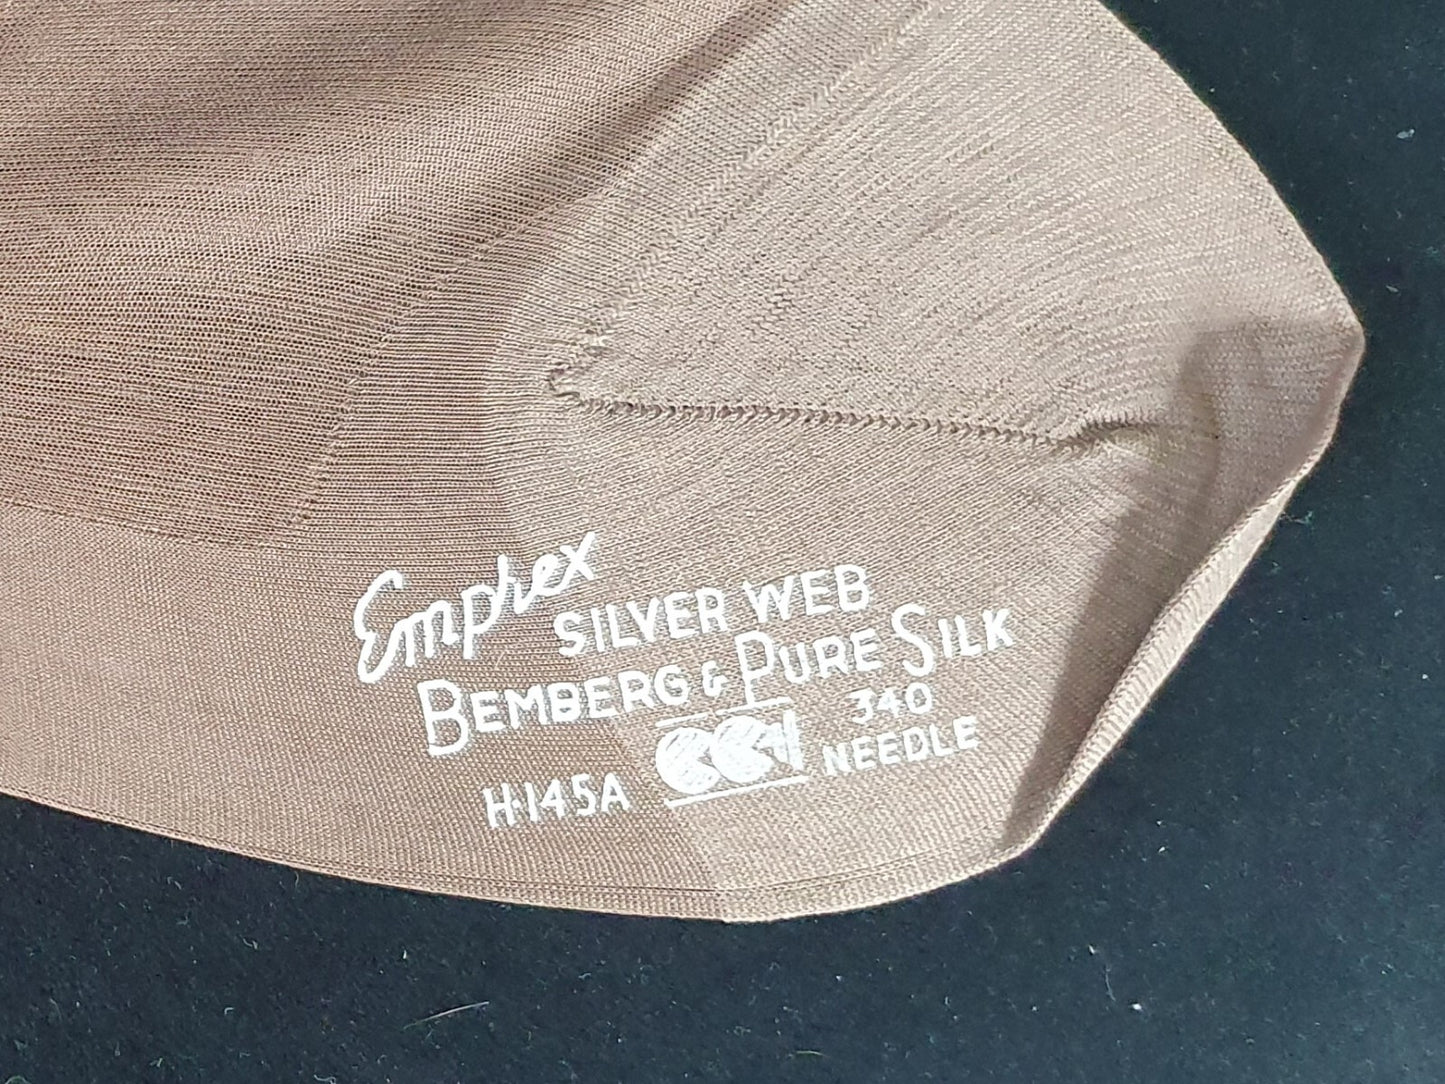 Emprex
SILVER WEB
BEMBERG & PURE SILK
H·145A
340
NEEDLE